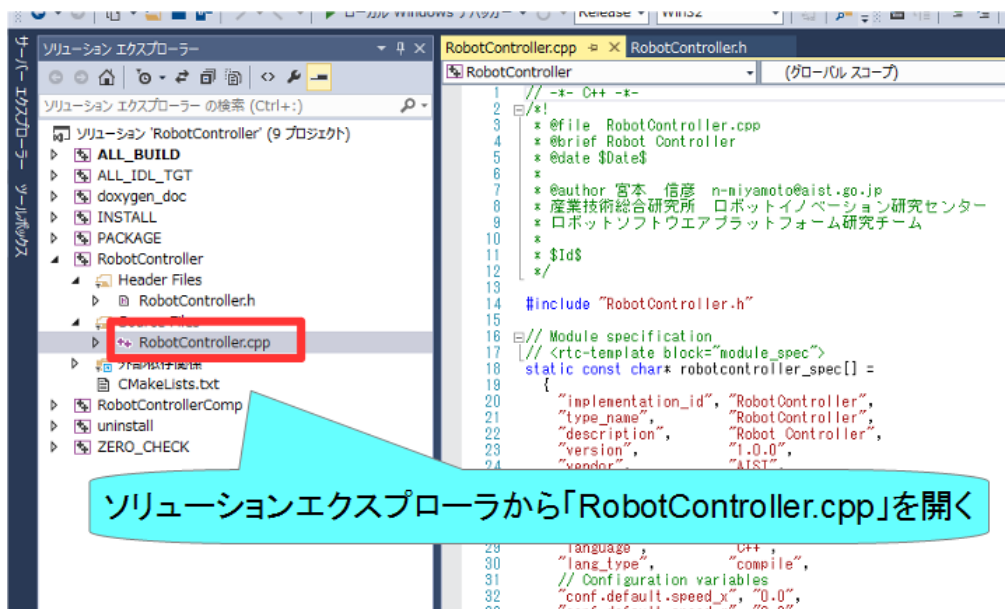 ローカル Windows デバッガー
Release
Win32
サーバー エクスプローラー
ツールボックス
ソリューション エクスプローラー
ソリューション エクスプローラー の検索 (Ctrl+:)
ソリューション 'RobotController' (9 プロジェクト)
ALL_BUILD
ALL_IDL_TGT
doxygen_doc
INSTALL
PACKAGE
RobotController
Header Files
RobotController.h
Source Files
RobotController.cpp
外部依存関係
CMakeLists.txt
RobotControllerComp
uninstall
ZERO_CHECK
RobotController.cpp
RobotController.h
RobotController
(グローバル スコープ)
1 // -*- C++ -*-
2 /*!
3 * @file RobotController.cpp
4 * @brief Robot Controller
5 * @date $Date$
6 *
7 * @author 宮本 信彦 n-miyamoto@aist.go.jp
8 * 産業技術総合研究所 ロボットイノベーション研究センター
9 * ロボットソフトウエアプラットフォーム研究チーム
10 *
11 * $Id$
12 */
13
14 #include "RobotController.h"
15
16 // Module specification
17 // <rtc-template block="module_spec">
18 static const char* robotcontroller_spec[] =
19 {
20 "implementation_id", "RobotController",
21 "type_name", "RobotController",
22 "description", "Robot Controller",
23 "version", "1.0.0",
24 "vendor", "AIST",
ソリューションエクスプローラから「RobotController.cpp」を開く
29 "language", "C++",
30 "lang_type", "compile",
31 // Configuration variables
32 "conf.default.speed_x", "0.0",